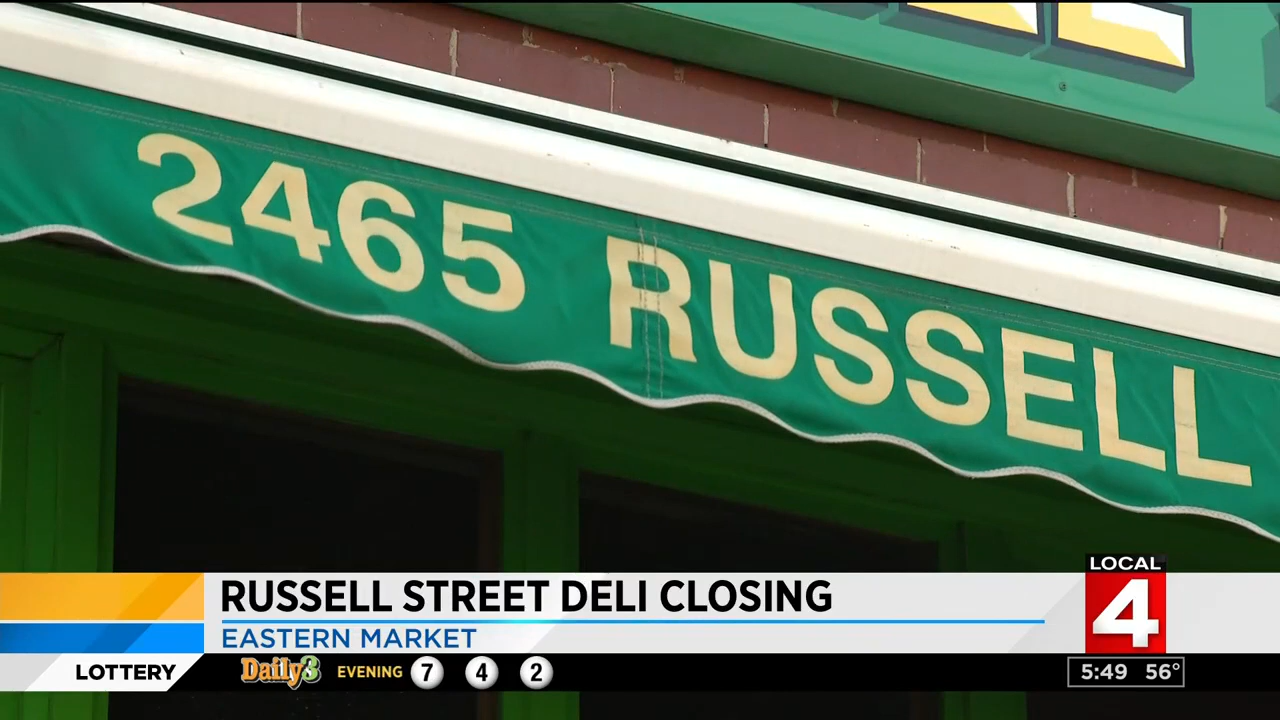 2465 RUSSELL
RUSSELL STREET DELI CLOSING
EASTERN MARKET
LOCAL
4
LOTTERY Daily3 EVENING 7 4 2
5:49 56°